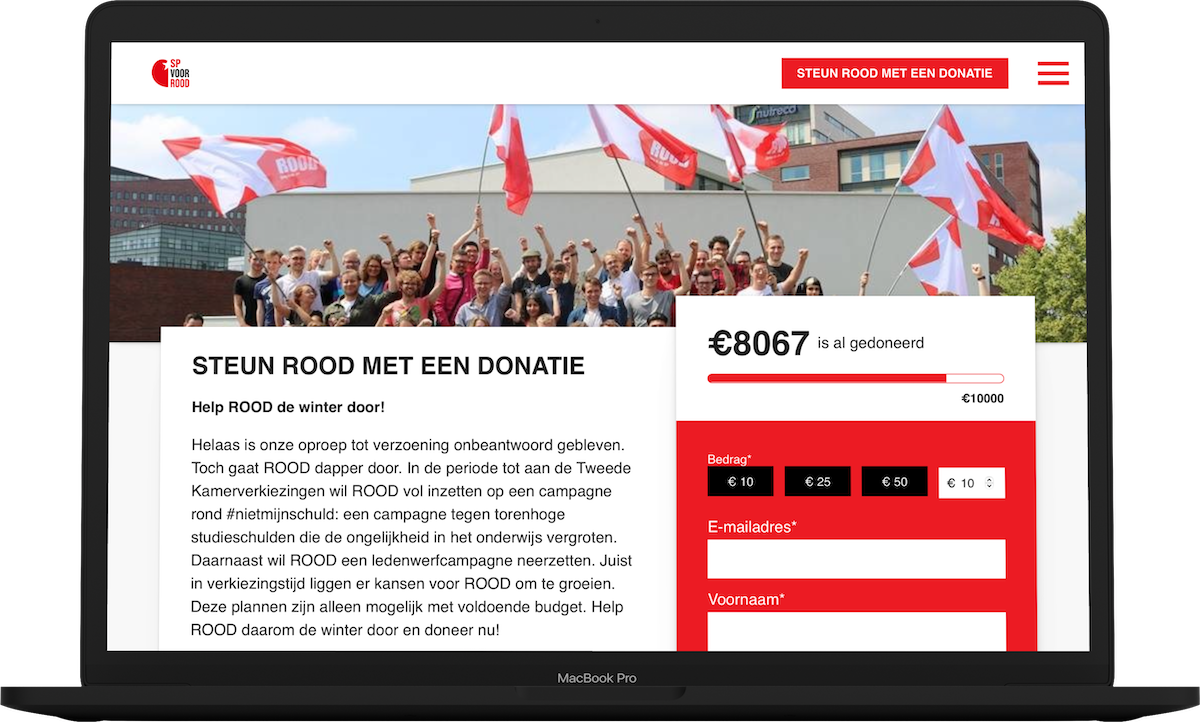 SP
VOOR
ROOD
STEUN ROOD MET EEN DONATIE
nutreco
ROOD
ROOD
ROOD
STEUN ROOD MET EEN DONATIE
Help ROOD de winter door!
Helaas is onze oproep tot verzoening onbeantwoord gebleven.
Toch gaat ROOD dapper door. In de periode tot aan de Tweede
Kamerverkiezingen wil ROOD vol inzetten op een campagne
rond #nietmijnschuld: een campagne tegen torenhoge
studieschulden die de ongelijkheid in het onderwijs vergroten.
Daarnaast wil ROOD een ledenwerfcampagne neerzetten. Juist
in verkiezingstijd liggen er kansen voor ROOD om te groeien.
Deze plannen zijn alleen mogelijk met voldoende budget. Help
ROOD daarom de winter door en doneer nu!
€8067 is al gedoneerd
€10000
Bedrag*
€ 10 € 25 € 50 € 10
E-mailadres*
Voornaam*
MacBook Pro